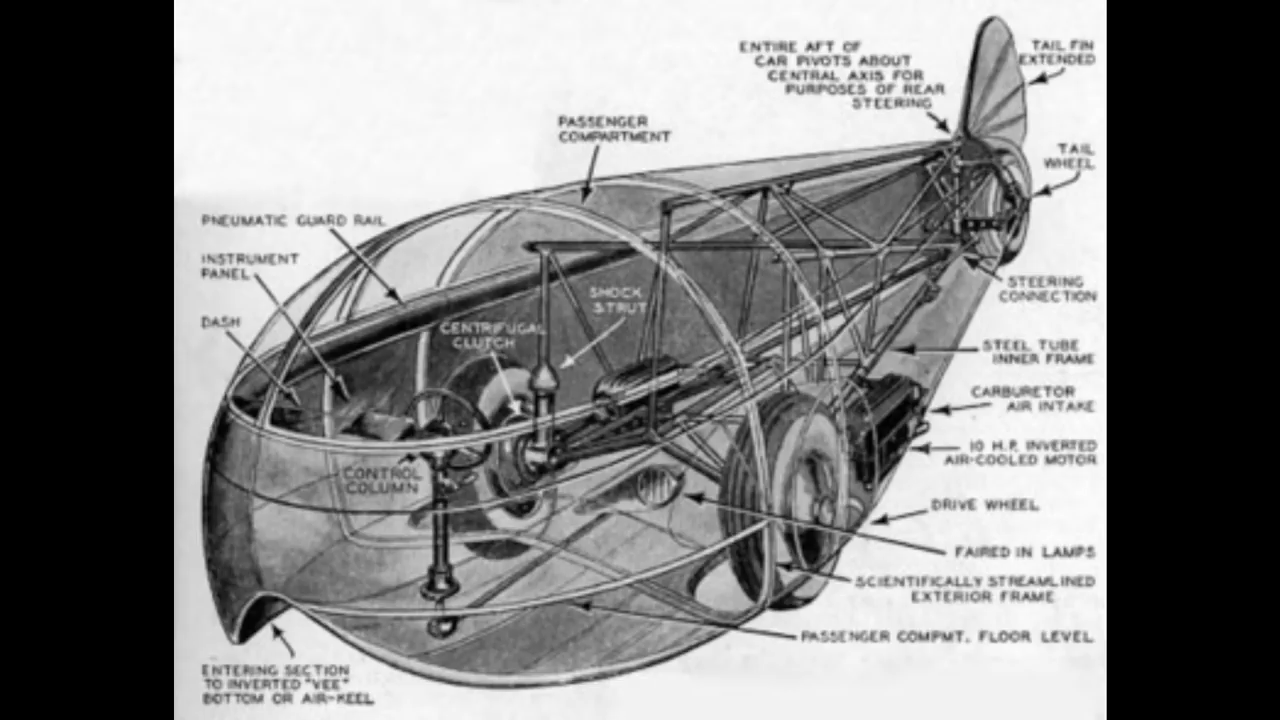 ENTIRE AFT OF
CAR PIVOTS ABOUT
CENTRAL AXIS FOR
PURPOSES OF REAR
STEERING
TAIL FIN
EXTENDED
PASSENGER
COMPARTMENT
TAIL
WHEEL
PNEUMATIC GUARD RAIL
INSTRUMENT
PANEL
DASH
SHOCK
STRUT
CENTRIFUGAL
CLUTCH
STEERING
CONNECTION
STEEL TUBE
INNER FRAME
CARBURETOR
AIR INTAKE
10 H.P. INVERTED
AIR-COOLED MOTOR
CONTROL
COLUMN
DRIVE WHEEL
FAIRED IN LAMPS
SCIENTIFICALLY STREAMLINED
EXTERIOR FRAME
PASSENGER COMPMT. FLOOR LEVEL
ENTERING SECTION
TO INVERTED "VEE"
BOTTOM OR AIR-KEEL